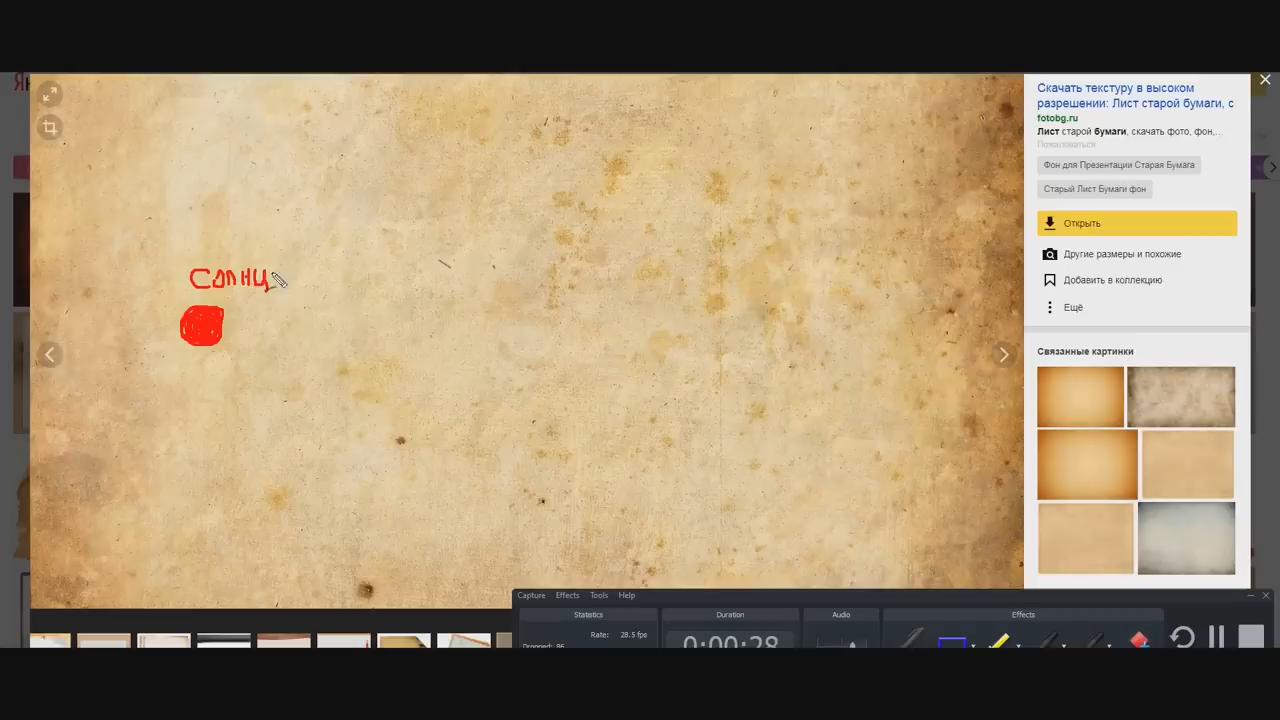 Скачать текстуру в высоком
разрешении: Лист старой бумаги, с
fotobg.ru
Лист старой бумаги, скачать фото, фон,...
Пожаловаться
Фон для Презентации Старая Бумага
Старый Лист Бумаги фон
Открыть
Другие размеры и похожие
Добавить в коллекцию
Ещё
Солнц
Связанные картинки
Capture Effects Tools Help
Statistics Duration Audio Effects
Rate: 28.5 fps
0:00:28